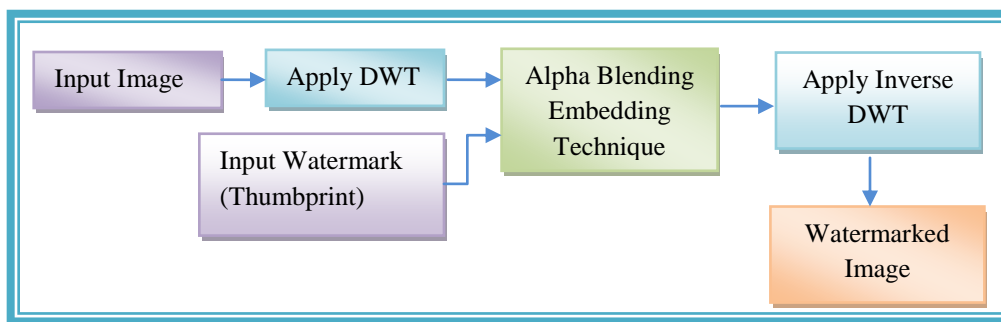 Input Image
Apply DWT
Alpha Blending
Embedding
Technique
Apply Inverse
DWT
Input Watermark
(Thumbprint)
Watermarked
Image